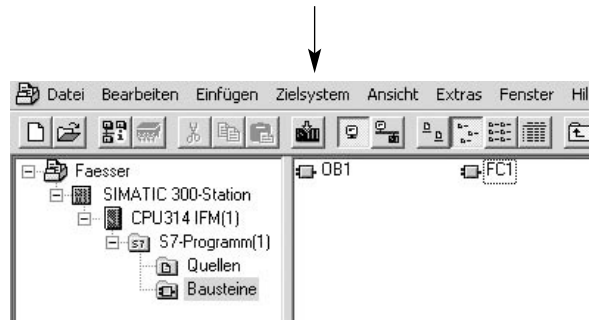 Datei Bearbeiten Einfügen Zielsystem Ansicht Extras Fenster Hil
Faesser
SIMATIC 300-Station
CPU314 IFM(1)
S7-Programm(1)
Quellen
Bausteine
OB1 FC1